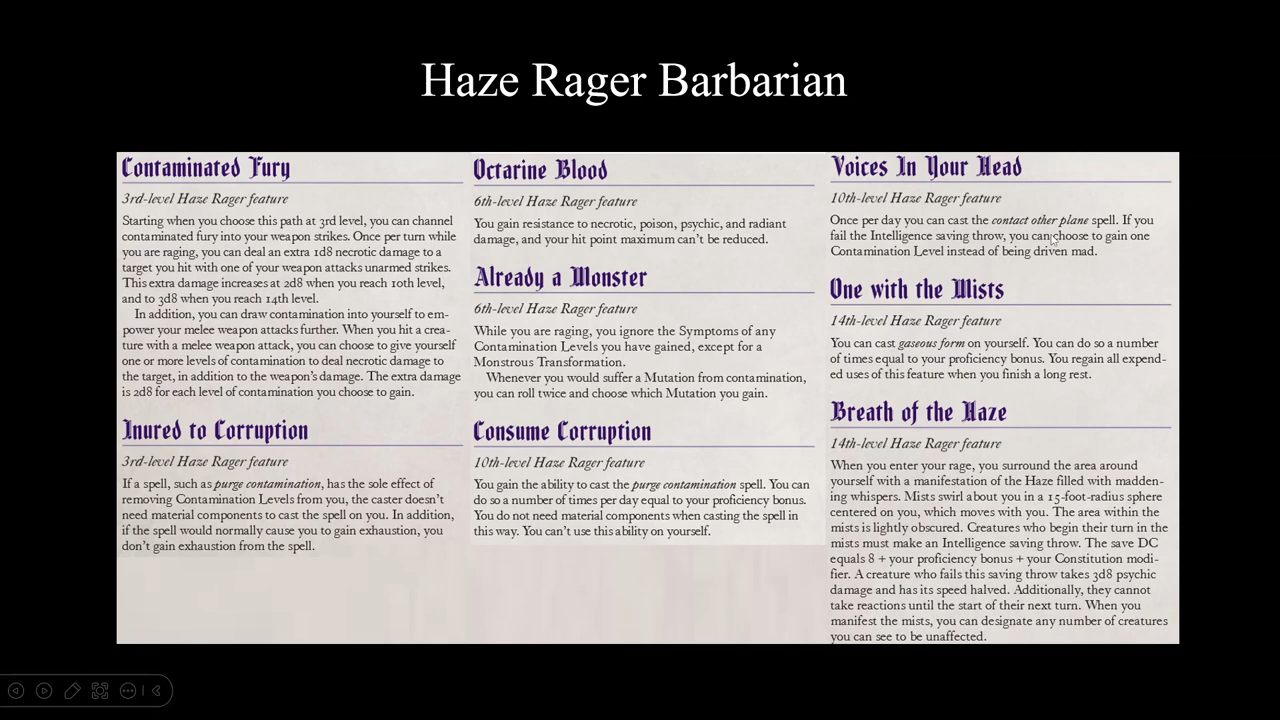 Haze Rager Barbarian
Contaminated Fury
3rd-level Haze Rager feature
Starting when you choose this path at 3rd level, you can channel
contaminated fury into your weapon strikes. Once per turn while
you are raging, you can deal an extra 1d8 necrotic damage to a
target you hit with one of your weapon attacks unarmed strikes.
This extra damage increases at 2d8 when you reach 10th level,
and to 3d8 when you reach 14th level.
In addition, you can draw contamination into yourself to em-
power your melee weapon attacks further. When you hit a crea-
ture with a melee weapon attack, you can choose to give yourself
one or more levels of contamination to deal necrotic damage to
the target, in addition to the weapon's damage. The extra damage
is 2d8 for each level of contamination you choose to gain.
Inured to Corruption
3rd-level Haze Rager feature
If a spell, such as purge contamination, has the sole effect of
removing Contamination Levels from you, the caster doesn't
need material components to cast the spell on you. In addition,
if the spell would normally cause you to gain exhaustion, you
don't gain exhaustion from the spell.
Octarine Blood
6th-level Haze Rager feature
You gain resistance to necrotic, poison, psychic, and radiant
damage, and your hit point maximum can't be reduced.
Already a Monster
6th-level Haze Rager feature
While you are raging, you ignore the Symptoms of any
Contamination Levels you have gained, except for a
Monstrous Transformation.
Whenever you would suffer a Mutation from contamination,
you can roll twice and choose which Mutation you gain.
Consume Corruption
10th-level Haze Rager feature
You gain the ability to cast the purge contamination spell. You can
do so a number of times per day equal to your proficiency bonus.
You do not need material components when casting the spell in
this way. You can't use this ability on yourself.
Voices In Your Head
10th-level Haze Rager feature
Once per day you can cast the contact other plane spell. If you
fail the Intelligence saving throw, you can choose to gain one
Contamination Level instead of being driven mad.
One with the Mists
14th-level Haze Rager feature
You can cast gaseous form on yourself. You can do so a number
of times equal to your proficiency bonus. You regain all expend-
ed uses of this feature when you finish a long rest.
Breath of the Haze
14th-level Haze Rager feature
When you enter your rage, you surround the area around
yourself with a manifestation of the Haze filled with madden-
ing whispers. Mists swirl about you in a 15-foot-radius sphere
centered on you, which moves with you. The area within the
mists is lightly obscured. Creatures who begin their turn in the
mists must make an Intelligence saving throw. The save DC
equals 8 + your proficiency bonus + your Constitution modi-
fier. A creature who fails this saving throw takes 3d8 psychic
damage and has its speed halved. Additionally, they cannot
take reactions until the start of their next turn. When you
manifest the mists, you can designate any number of creatures
you can see to be unaffected.